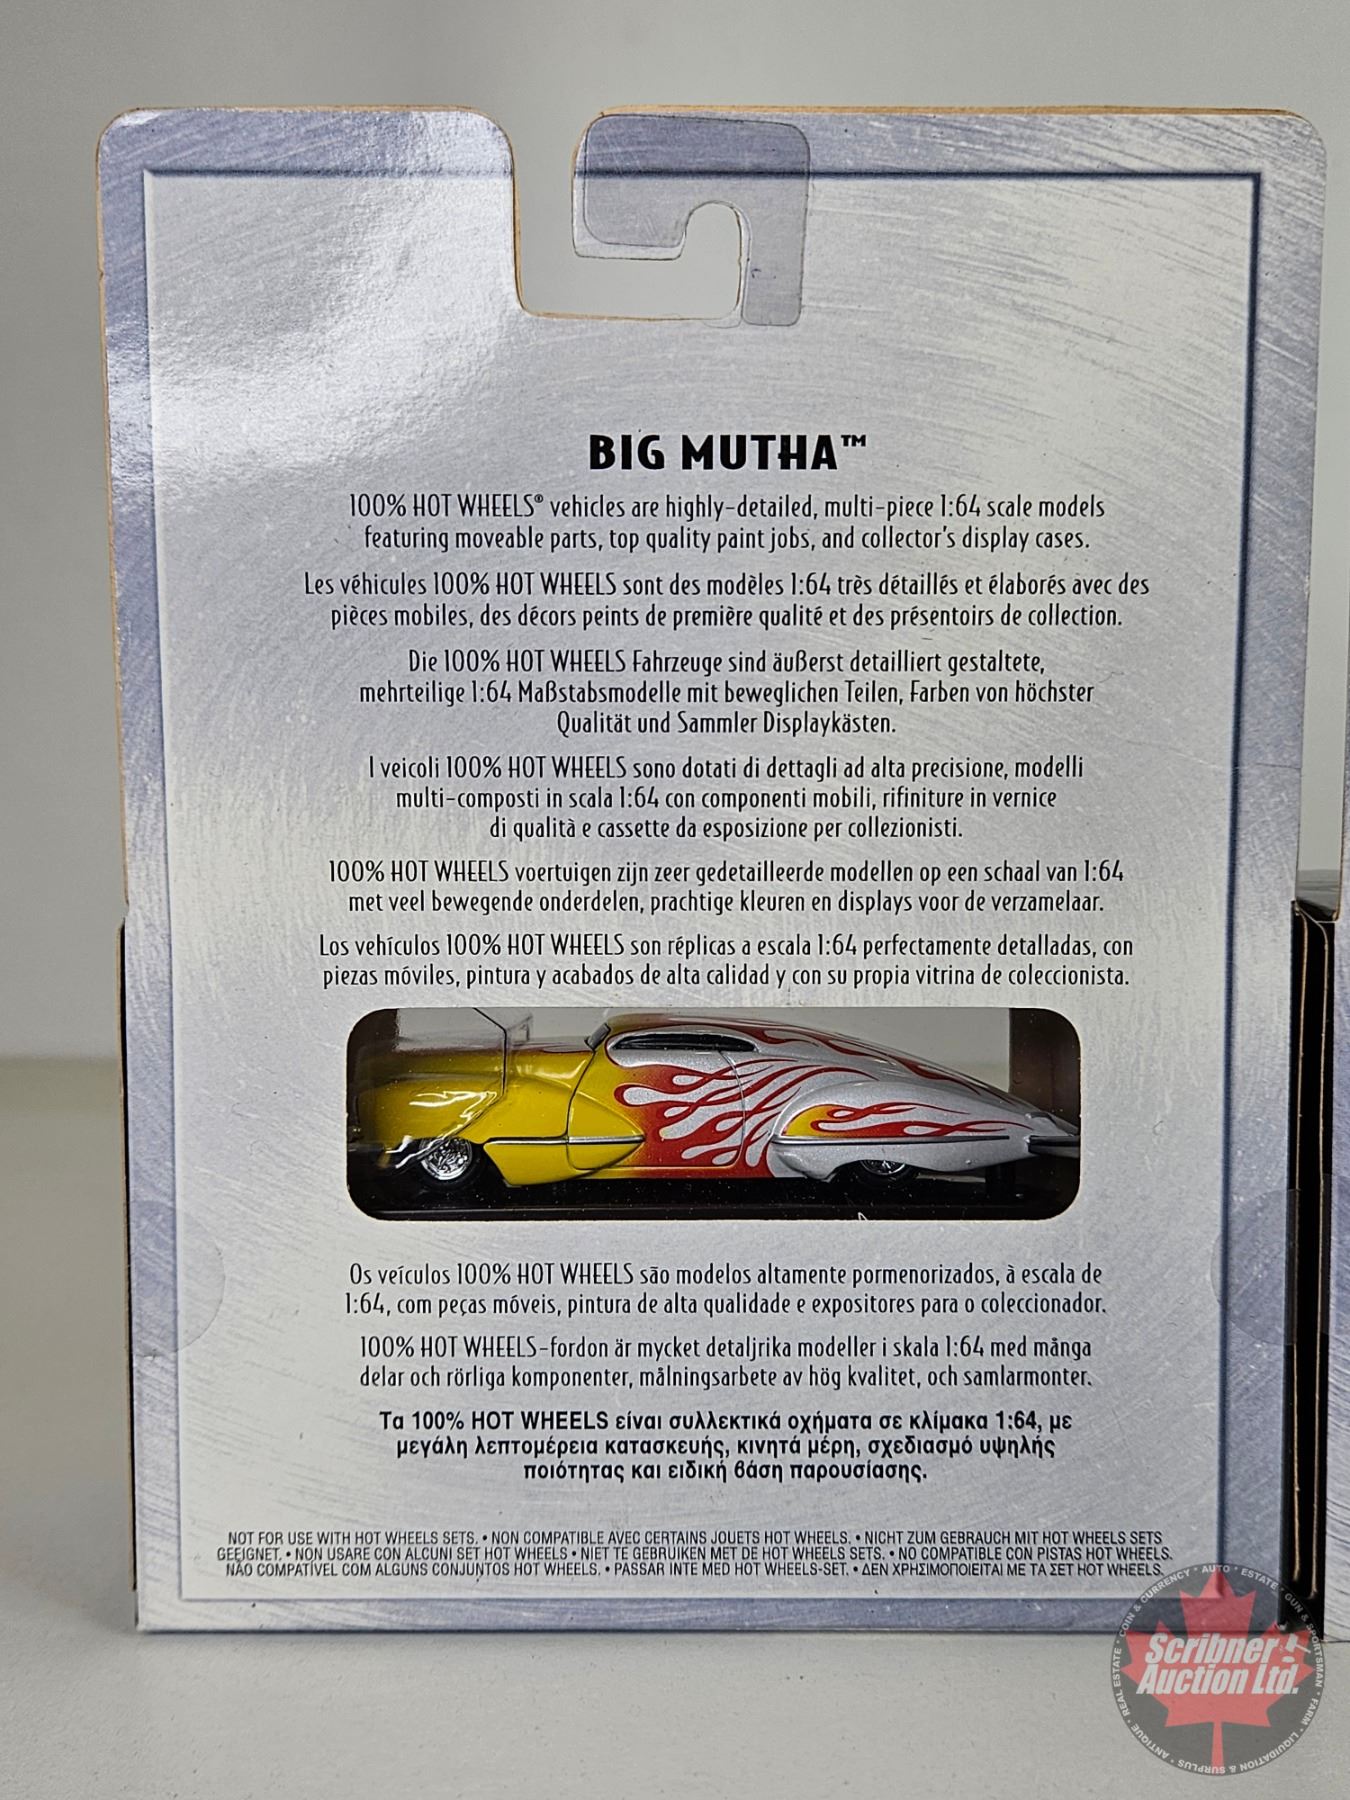 BIG MUTHA™
100% HOT WHEELS® vehicles are highly-detailed, multi-piece 1:64 scale models
featuring moveable parts, top quality paint jobs, and collector's display cases.
Les véhicules 100% HOT WHEELS sont des modèles 1:64 très détaillés et élaborés avec des
pièces mobiles, des décors peints de première qualité et des présentoirs de collection.
Die 100% HOT WHEELS Fahrzeuge sind äußerst detailliert gestaltete,
mehrteilige 1:64 Maßstabsmodelle mit beweglichen Teilen, Farben von höchster
Qualität und Sammler Displaykästen.
I veicoli 100% HOT WHEELS sono dotati di dettagli ad alta precisione, modelli
multi-composti in scala 1:64 con componenti mobili, rifiniture in vernice
di qualità e cassette da esposizione per collezionisti.
100% HOT WHEELS voertuigen zijn zeer gedetailleerde modellen op een schaal van 1:64
met veel bewegende onderdelen, prachtige kleuren en displays voor de verzamelaar.
Los vehículos 100% HOT WHEELS son réplicas a escala 1:64 perfectamente detalladas, con
piezas móviles, pintura y acabados de alta calidad y con su propia vitrina de coleccionista.
Os veículos 100% HOT WHEELS são modelos altamente pormenorizados, à escala de
1:64, com peças móveis, pintura de alta qualidade e expositores para o coleccionador.
100% HOT WHEELS-fordon är mycket detaljrika modeller i skala 1:64 med många
delar och rörliga komponenter, målningsarbete av hög kvalitet, och samlarmonter.
Τα 100% HOT WHEELS είναι συλλεκτικά οχήματα σε κλίμακα 1:64, με
μεγάλη λεπτομέρεια κατασκευής, κινητά μέρη, σχεδιασμό υψηλής
ποιότητας και ειδική βάση παρουσίασης.
NOT FOR USE WITH HOT WHEELS SETS. • NON COMPATIBLE AVEC CERTAINS JOUETS HOT WHEELS. • NICHT ZUM GEBRAUCH MIT HOT WHEELS SETS
GEEIGNET. • NON USARE CON ALCUNI SET HOT WHEELS • NIET TE GEBRUIKEN MET DE HOT WHEELS SETS. • NO COMPATIBLE CON PISTAS HOT WHEELS.
NÃO COMPATÍVEL COM ALGUNS CONJUNTOS HOT WHEELS. • PASSAR INTE MED HOT WHEELS-SET. • ΔΕΝ ΧΡΗΣΙΜΟΠΟΙΕΙΤΑΙ ΜΕ ΤΑ ΣΕΤ HOT WHEELS.
Scribner
Auction Ltd.
COIN & CURRENCY • AUTO • ESTATE • GUN & SPORTSMAN • FARM • LIQUIDATION & SURPLUS • ANTIQUE • REAL ESTATE •